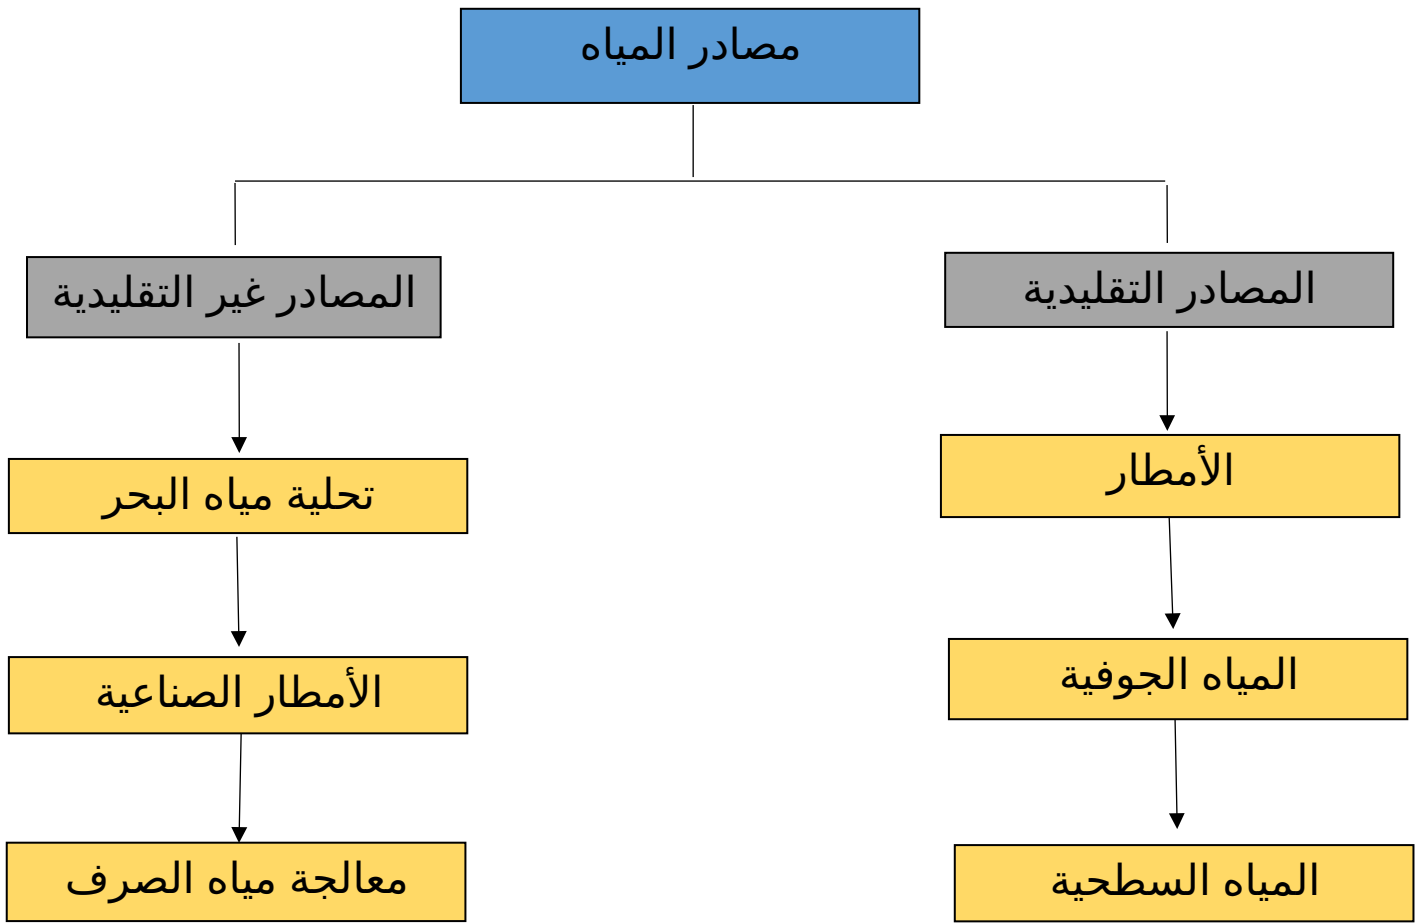 مصادر المياه
المصادر التقليدية
المصادر غير التقليدية
الأمطار
تحلية مياه البحر
المياه الجوفية
الأمطار الصناعية
المياه السطحية
معالجة مياه الصرف